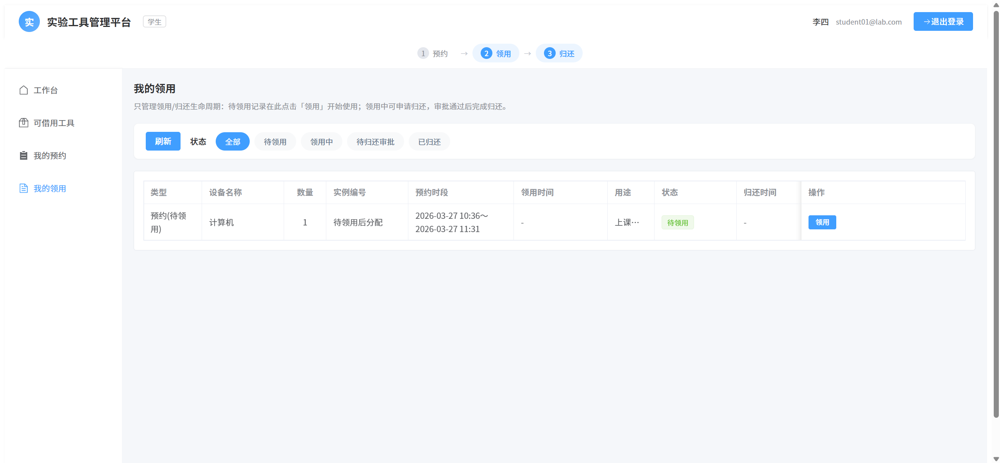 实 实验工具管理平台 学生 李四 student01@lab.com →退出登录
1 预约 → 2 领用 → 3 归还
工作台
可借用工具
我的预约
我的领用
我的领用
只管理领用/归还生命周期：待领用记录在此点击「领用」开始使用；领用中可申请归还，审批通过后完成归还。
刷新 状态 全部 待领用 领用中 待归还审批 已归还
类型 设备名称 数量 实例编号 预约时段 领用时间 用途 状态 归还时间 操作
预约(待领
用)
计算机
1
待领用后分配
2026-03-27 10:36～
2026-03-27 11:31
-
上课…
待领用
-
领用